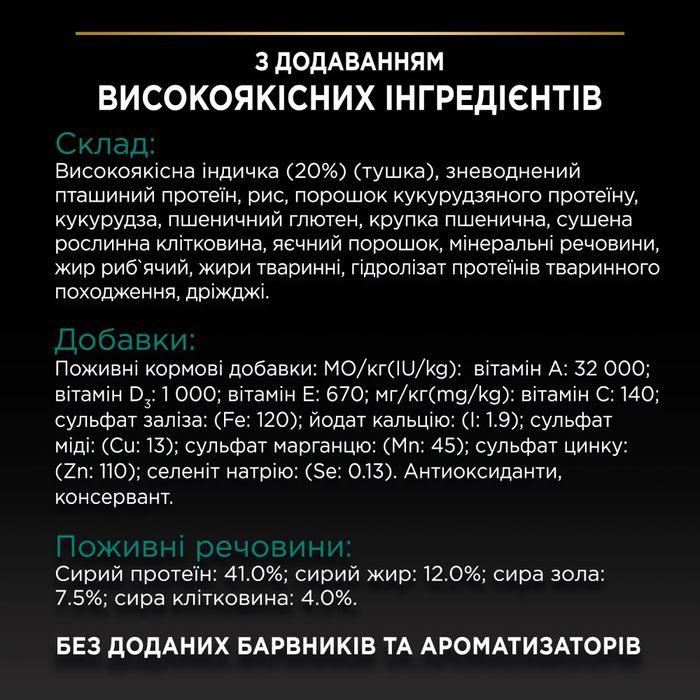 З ДОДАВАННЯМ
ВИСОКОЯКІСНИХ ІНГРЕДІЄНТІВ
Склад:
Високоякісна індичка (20%) (тушка), зневоднений
пташиний протеїн, рис, порошок кукурудзяного протеїну,
кукурудза, пшеничний глютен, крупка пшенична, сушена
рослинна клітковина, яєчний порошок, мінеральні речовини,
жир риб`ячий, жири тваринні, гідролізат протеїнів тваринного
походження, дріжджі.
Добавки:
Поживні кормові добавки: МО/кг(IU/кg): вітамін А: 32 000;
вітамін D₃: 1 000; вітамін Е: 670; мг/кг(mg/kg): вітамін С: 140;
сульфат заліза: (Fe: 120); йодат кальцію: (I: 1.9); сульфат
міді: (Cu: 13); сульфат марганцю: (Mn: 45); сульфат цинку:
(Zn: 110); селеніт натрію: (Se: 0.13). Антиоксиданти,
консервант.
Поживні речовини:
Сирий протеїн: 41.0%; сирий жир: 12.0%; сира зола:
7.5%; сира клітковина: 4.0%.
БЕЗ ДОДАНИХ БАРВНИКІВ ТА АРОМАТИЗАТОРІВ